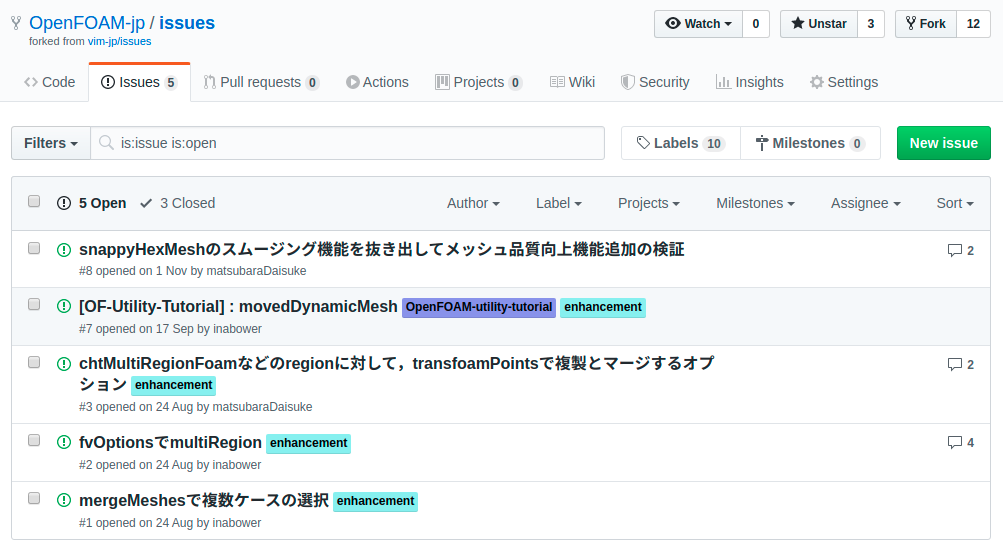 OpenFOAM-jp / issues
Watch 0 Unstar 3 Fork 12
forked from vim-jp/issues
Code Issues 5 Pull requests 0 Actions Projects 0 Wiki Security Insights Settings
Filters is:issue is:open Labels 10 Milestones 0 New issue
5 Open 3 Closed Author Label Projects Milestones Assignee Sort
snappyHexMeshのスムージング機能を抜き出してメッシュ品質向上機能追加の検証 2
#8 opened on 1 Nov by matsubaraDaisuke
[OF-Utility-Tutorial] : movedDynamicMesh OpenFOAM-utility-tutorial enhancement
#7 opened on 17 Sep by inabower
chtMultiRegionFoamなどのregionに対して，transfoamPointsで複製とマージするオプ 2
ション enhancement
#3 opened on 24 Aug by matsubaraDaisuke
fvOptionsでmultiRegion enhancement 4
#2 opened on 24 Aug by inabower
mergeMeshesで複数ケースの選択 enhancement
#1 opened on 24 Aug by inabower